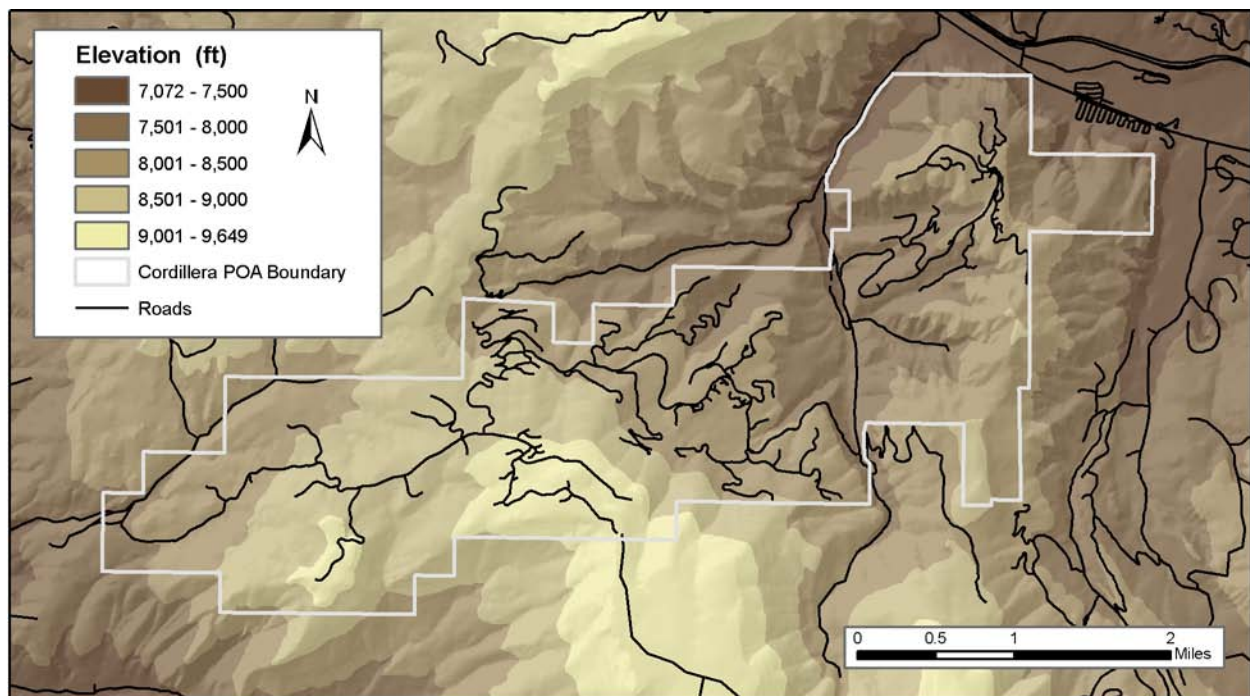 Elevation (ft)
7,072 - 7,500
7,501 - 8,000
8,001 - 8,500
8,501 - 9,000
9,001 - 9,649
Cordillera POA Boundary
Roads
N
0 0.5 1 2
Miles